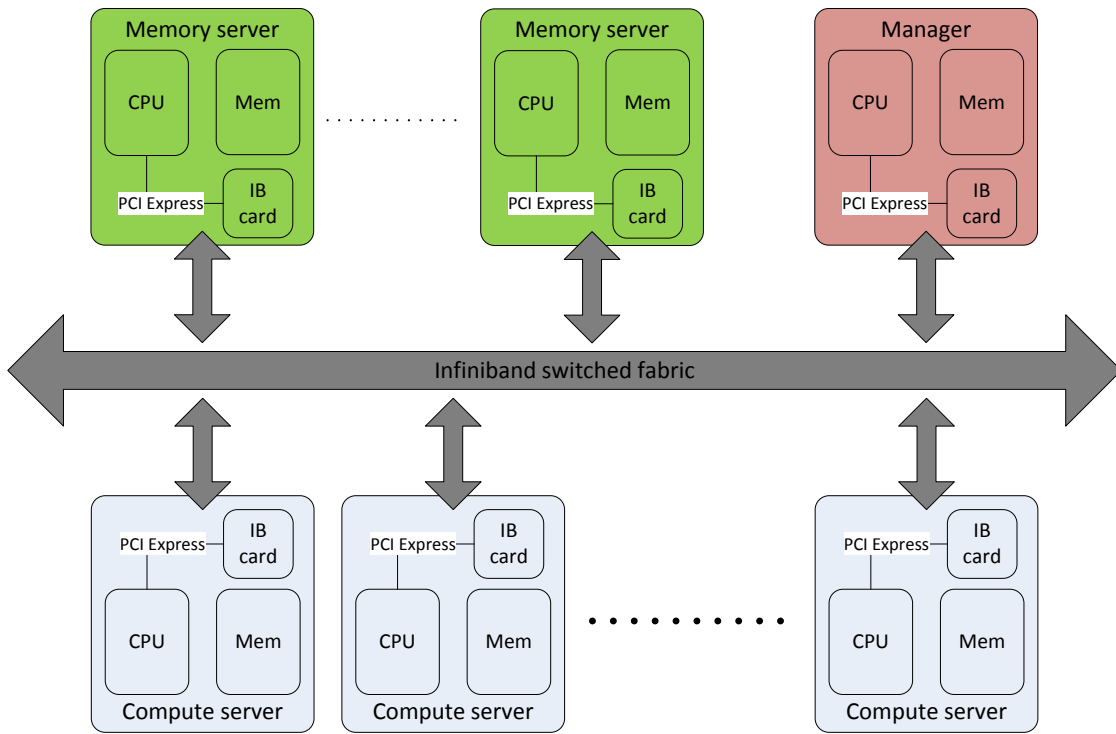 Memory server
CPU
Mem
PCI Express
IB
card
Memory server
CPU
Mem
PCI Express
IB
card
Manager
CPU
Mem
PCI Express
IB
card
Infiniband switched fabric
PCI Express
IB
card
CPU
Mem
Compute server
PCI Express
IB
card
CPU
Mem
Compute server
PCI Express
IB
card
CPU
Mem
Compute server